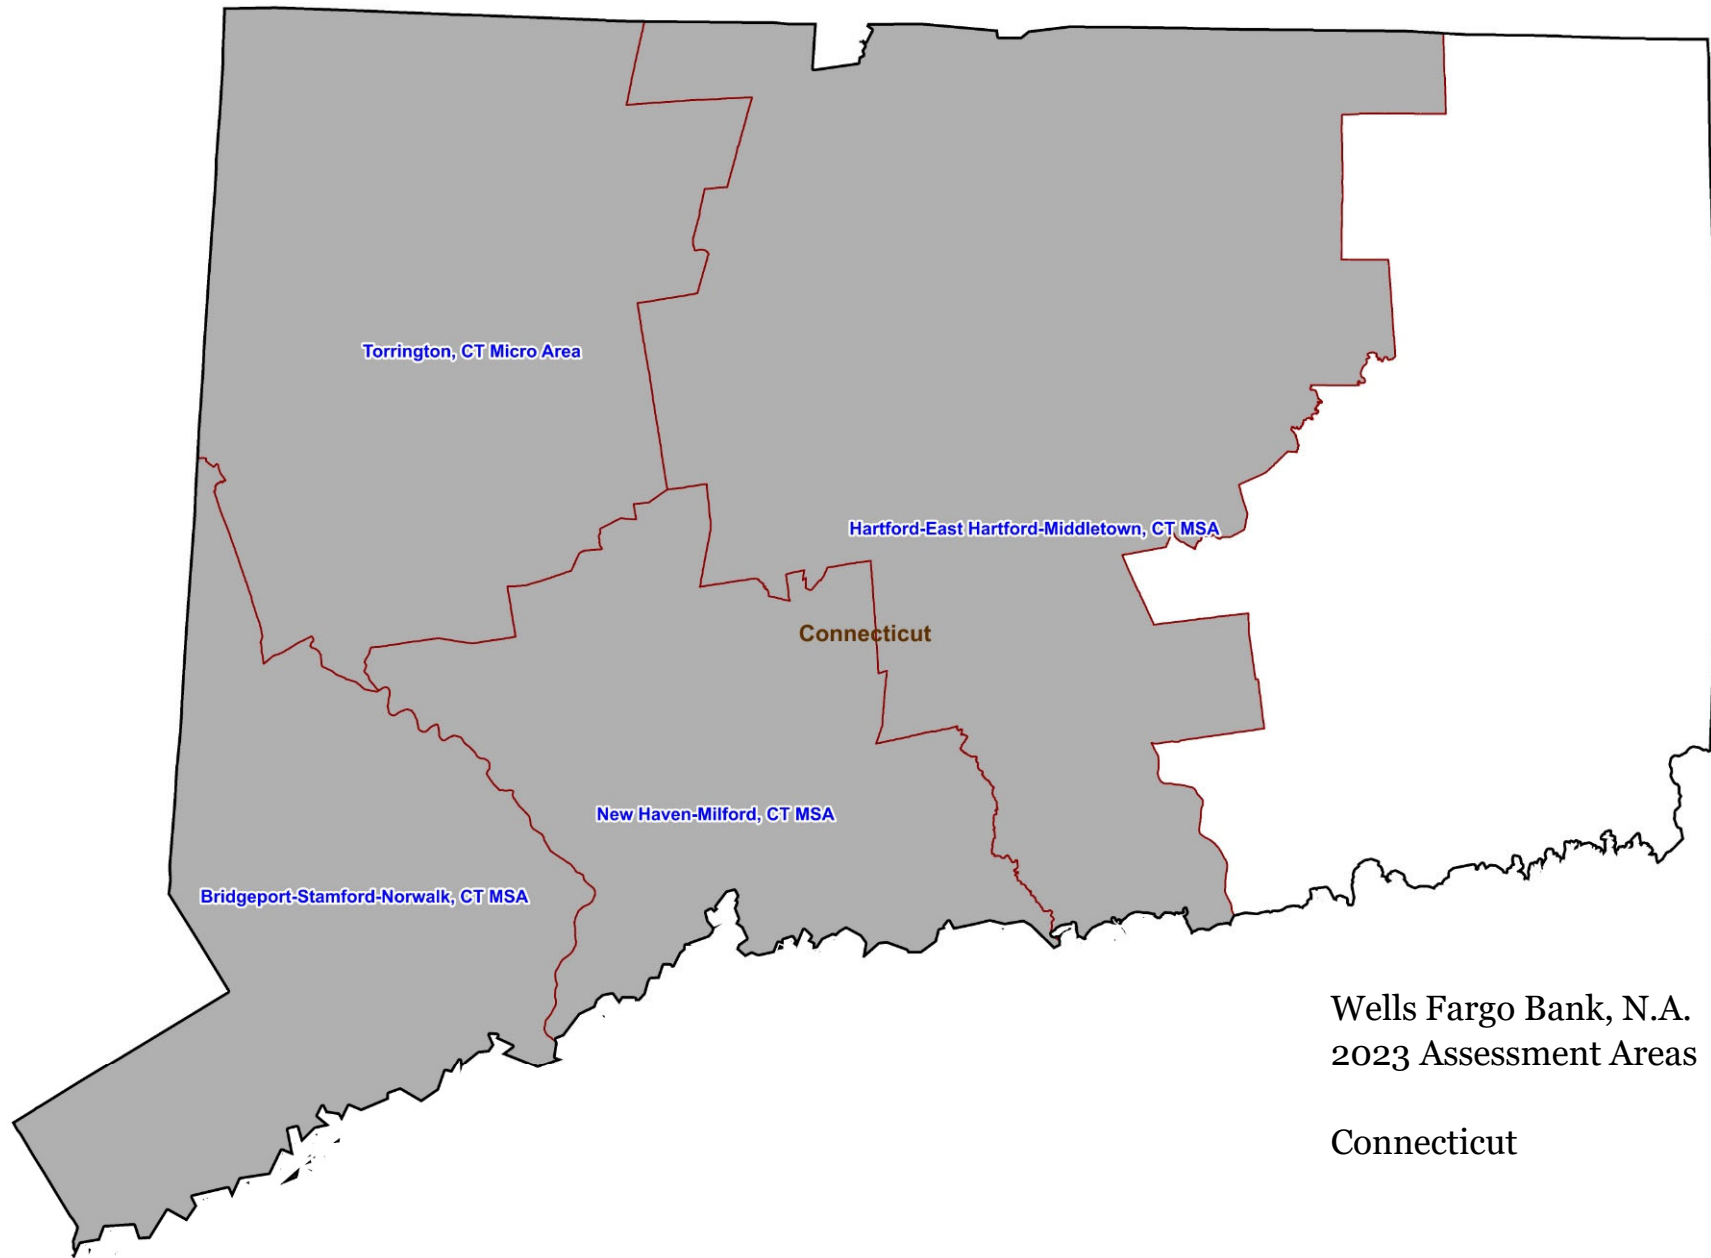 Torrington, CT Micro Area
Hartford-East Hartford-Middletown, CT MSA
Connecticut
New Haven-Milford, CT MSA
Bridgeport-Stamford-Norwalk, CT MSA
Wells Fargo Bank, N.A.
2023 Assessment Areas
Connecticut